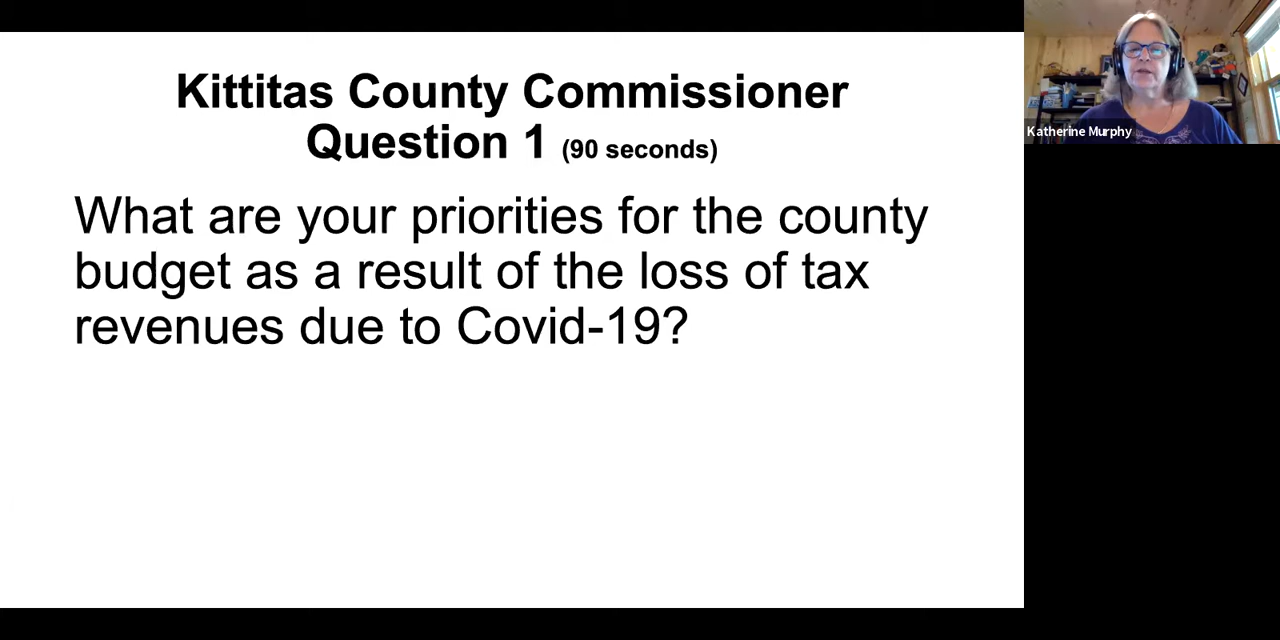 Kittitas County Commissioner
Question 1 (90 seconds)
What are your priorities for the county
budget as a result of the loss of tax
revenues due to Covid-19?
Katherine Murphy